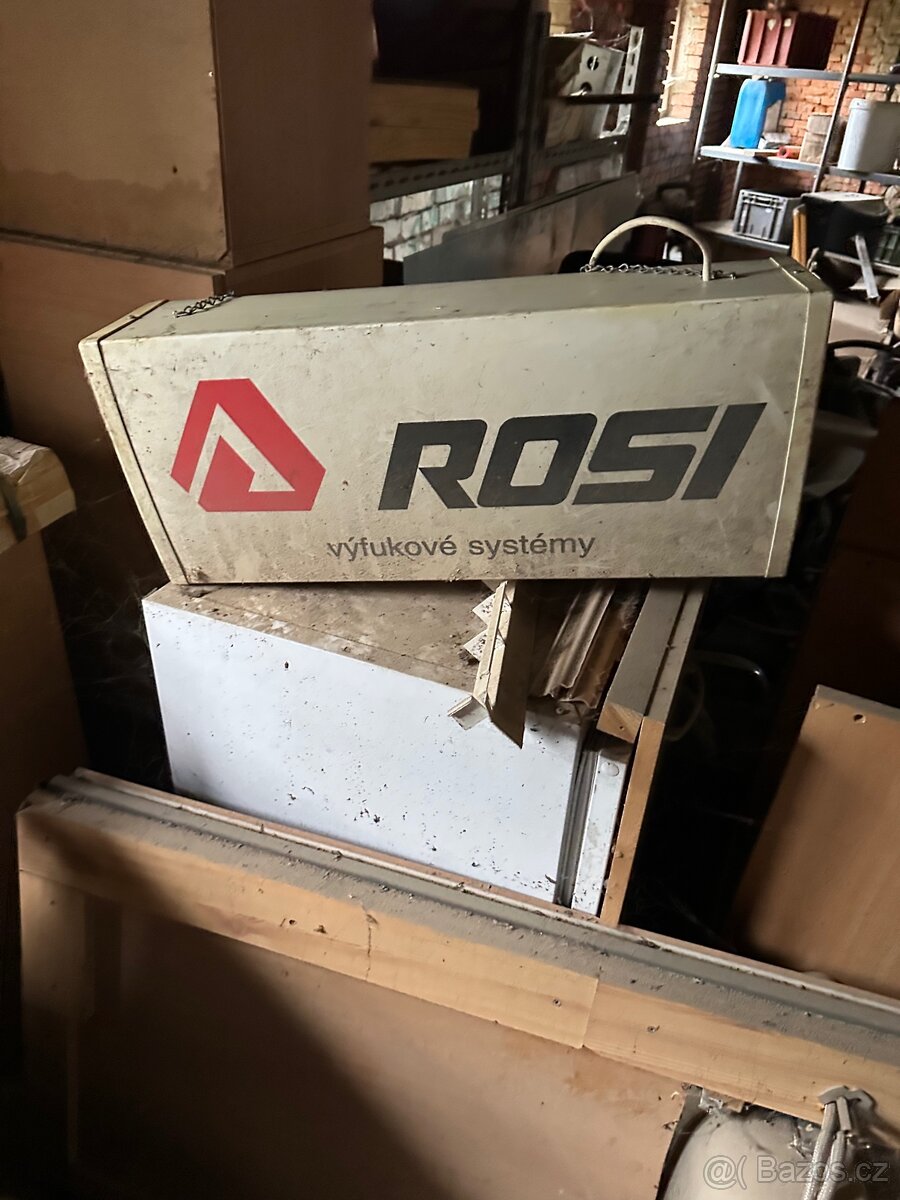 ROSI
výfukové systémy
@( Bazos.cz